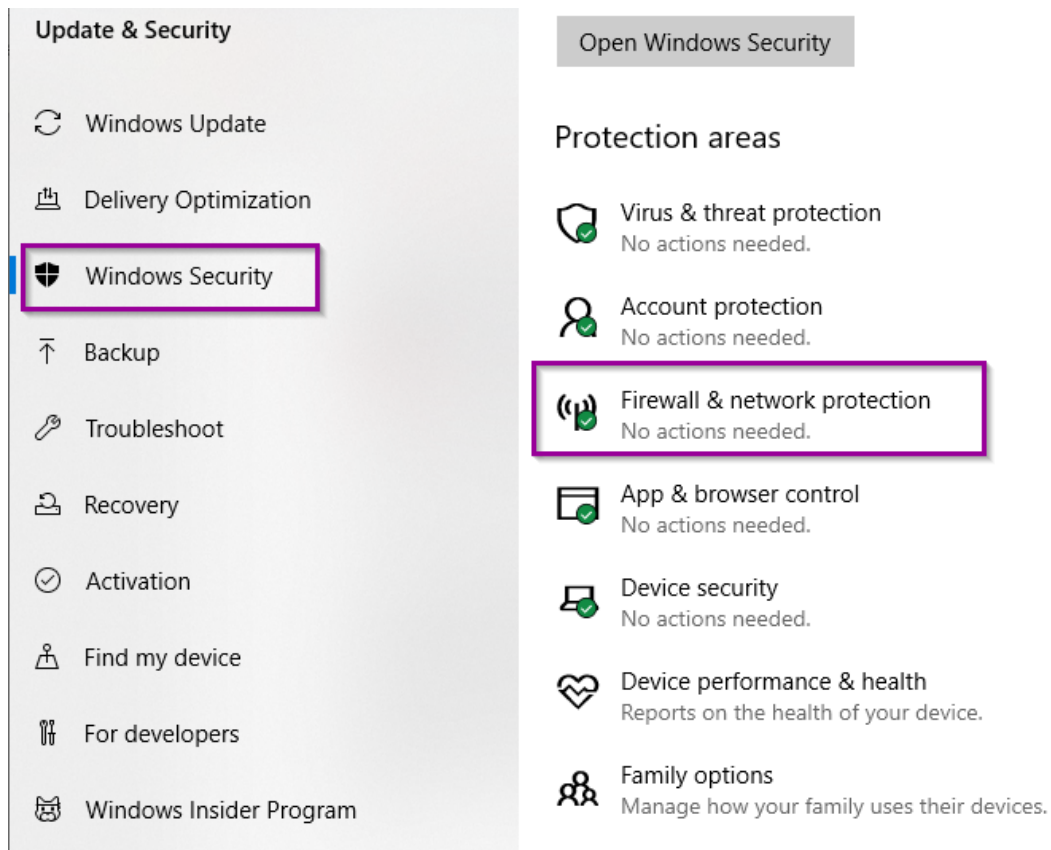 Update & Security
Windows Update
Delivery Optimization
Windows Security
Backup
Troubleshoot
Recovery
Activation
Find my device
For developers
Windows Insider Program
Open Windows Security
Protection areas
Virus & threat protection
No actions needed.
Account protection
No actions needed.
Firewall & network protection
No actions needed.
App & browser control
No actions needed.
Device security
No actions needed.
Device performance & health
Reports on the health of your device.
Family options
Manage how your family uses their devices.